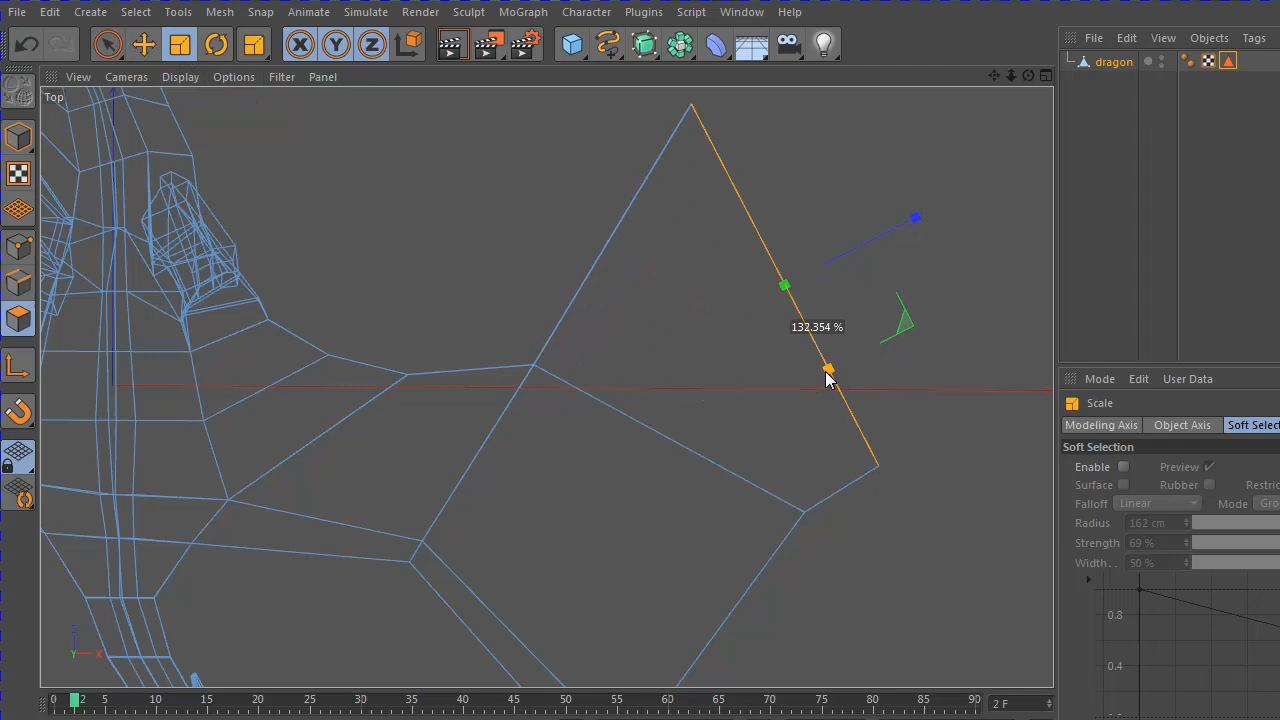 File Edit Create Select Tools Mesh Snap Animate Simulate Render Sculpt MoGraph Character Plugins Script Window Help
File Edit View Objects Tags
dragon
View Cameras Display Options Filter Panel
Top
X Y Z
132.354 %
Mode Edit User Data
Scale
Modeling Axis Object Axis Soft Select
Soft Selection
Enable Preview
Surface Rubber Restric
Falloff Linear Mode Gro
Radius 162 cm
Strength 69 %
Width.. 50 %
0.8
0.4
Z
Y X
0 2 5 10 15 20 25 30 35 40 45 50 55 60 65 70 75 80 85 90
2 F